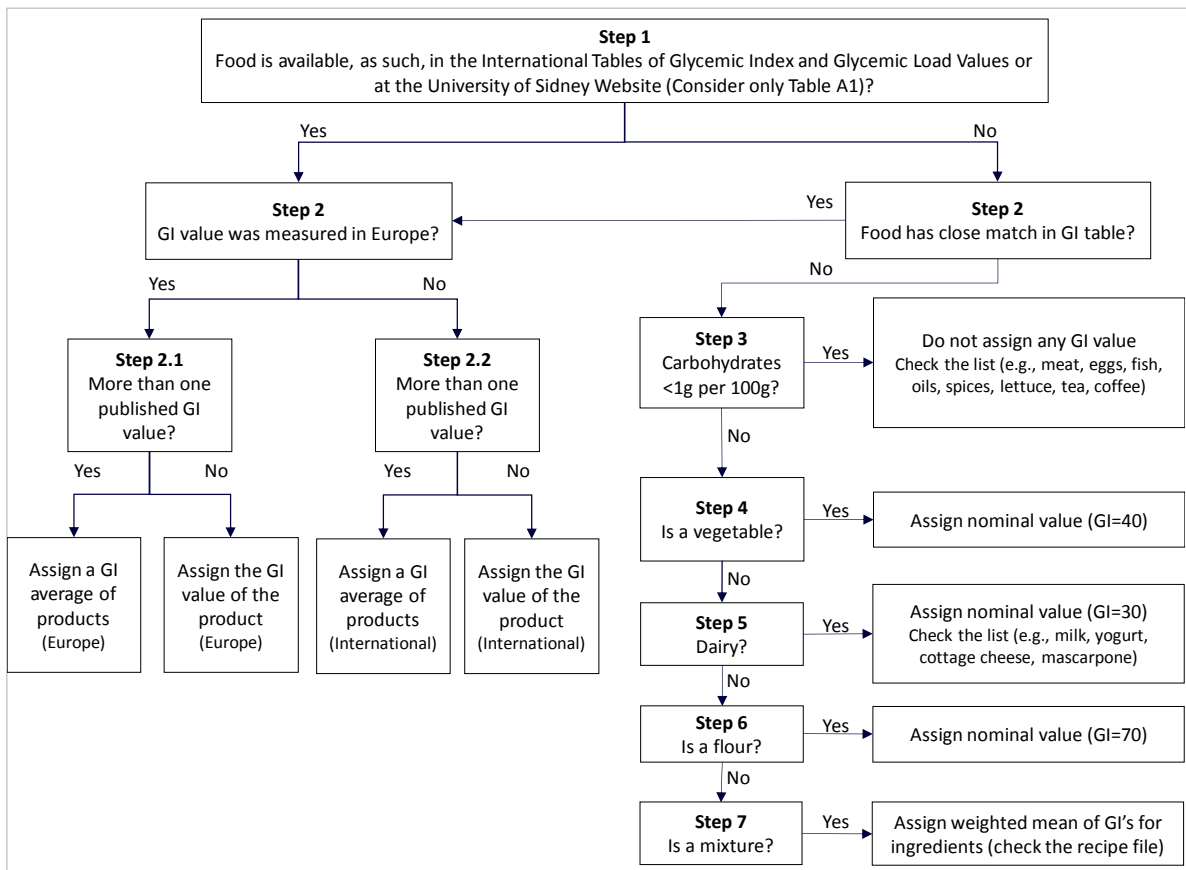 Step 1
Food is available, as such, in the International Tables of Glycemic Index and Glycemic Load Values or
at the University of Sidney Website (Consider only Table A1)?
Yes
No
Step 2
GI value was measured in Europe?
Yes
Step 2
Food has close match in GI table?
No
Yes
No
Step 2.1
More than one
published GI
value?
Step 2.2
More than one
published GI
value?
Step 3
Carbohydrates
<1g per 100g?
Yes
Do not assign any GI value
Check the list (e.g., meat, eggs, fish,
oils, spices, lettuce, tea, coffee)
No
Yes
No
Yes
No
Assign a GI
average of
products
(Europe)
Assign the GI
value of the
product
(Europe)
Assign a GI
average of
products
(International)
Assign the GI
value of the
product
(International)
Step 4
Is a vegetable?
Yes
Assign nominal value (GI=40)
No
Step 5
Dairy?
Yes
Assign nominal value (GI=30)
Check the list (e.g., milk, yogurt,
cottage cheese, mascarpone)
No
Step 6
Is a flour?
Yes
Assign nominal value (GI=70)
No
Step 7
Is a mixture?
Yes
Assign weighted mean of GI's for
ingredients (check the recipe file)